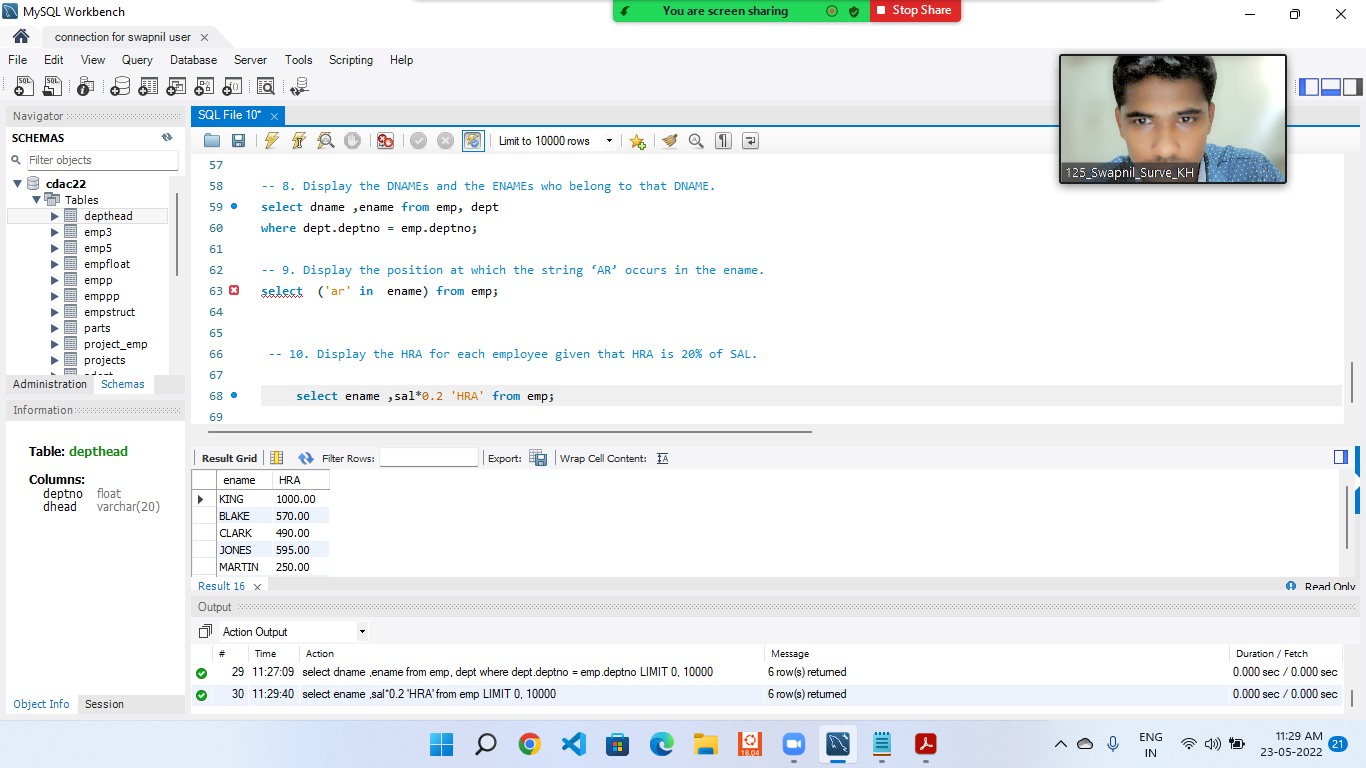 MySQL Workbench
You are screen sharing
Stop Share
connection for swapnil user
File Edit View Query Database Server Tools Scripting Help
Navigator
SCHEMAS
Filter objects
cdac22
Tables
depthead
emp3
emp5
empfloat
empp
emppp
empstruct
parts
project_emp
projects
Administration Schemas
Information
Table: depthead
Columns:
deptno float
dhead varchar(20)
Object Info Session
SQL File 10*
Limit to 10000 rows
125_Swapnil_Surve_KH
57
58 -- 8. Display the DNAMEs and the ENAMEs who belong to that DNAME.
59 select dname ,ename from emp, dept
60 where dept.deptno = emp.deptno;
61
62 -- 9. Display the position at which the string ‘AR’ occurs in the ename.
63 select ('ar' in ename) from emp;
64
65
66 -- 10. Display the HRA for each employee given that HRA is 20% of SAL.
67
68 select ename ,sal*0.2 'HRA' from emp;
69
Result Grid Filter Rows: Export: Wrap Cell Content:
ename HRA
KING 1000.00
BLAKE 570.00
CLARK 490.00
JONES 595.00
MARTIN 250.00
Result 16
Read Only
Output
Action Output
# Time Action Message Duration / Fetch
29 11:27:09 select dname ,ename from emp, dept where dept.deptno = emp.deptno LIMIT 0, 10000 6 row(s) returned 0.000 sec / 0.000 sec
30 11:29:40 select ename ,sal*0.2 'HRA' from emp LIMIT 0, 10000 6 row(s) returned 0.000 sec / 0.000 sec
18.04
ENG
IN
11:29 AM
23-05-2022
21